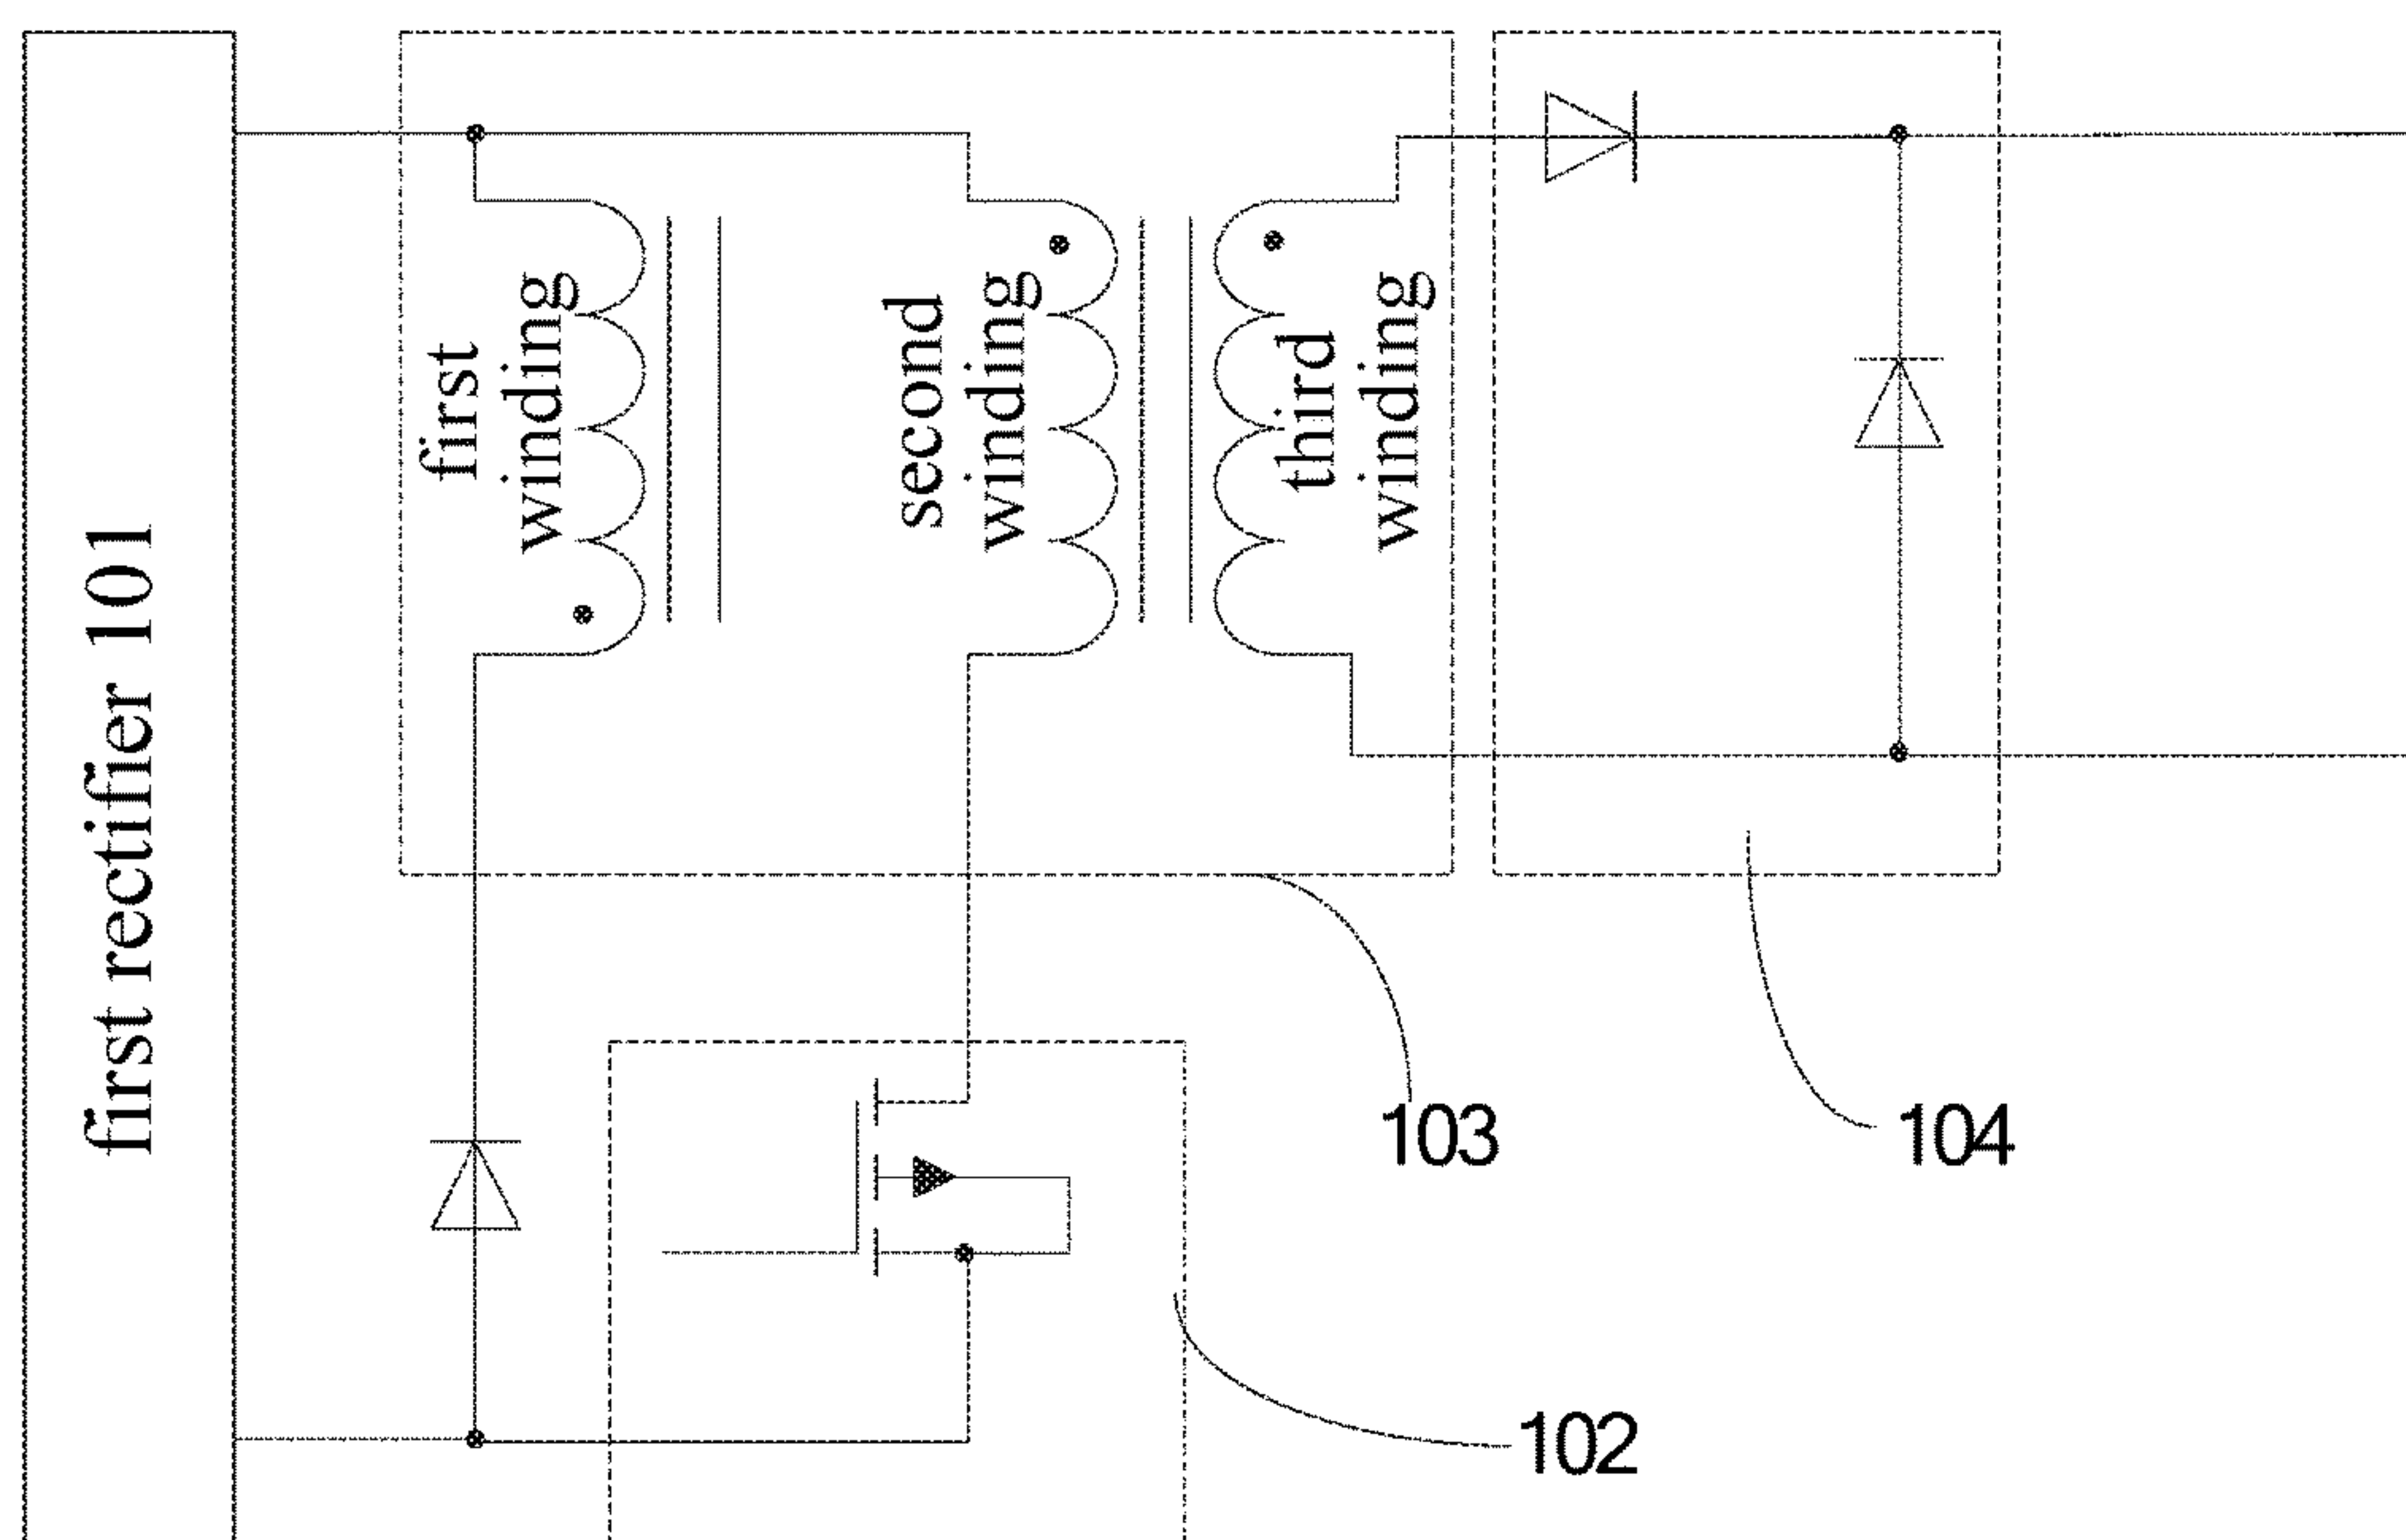 first rectifier 101
first
winding
second
winding
third
winding
103
104
102